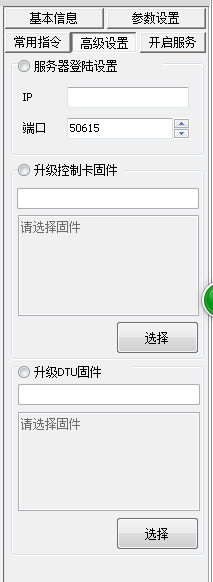 基本信息 参数设置
常用指令 高级设置 开启服务
服务器登陆设置
IP
端口 50615
升级控制卡固件
请选择固件
选择
升级DTU固件
请选择固件
选择